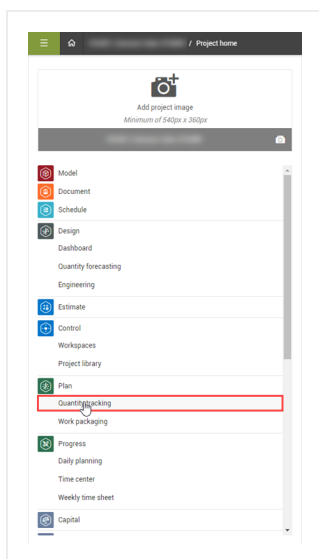 / Project home
Add project image
Minimum of 540px x 360px
Model
Document
Schedule
Design
Dashboard
Quantity forecasting
Engineering
Estimate
Control
Workspaces
Project library
Plan
Quantity tracking
Work packaging
Progress
Daily planning
Time center
Weekly time sheet
Capital